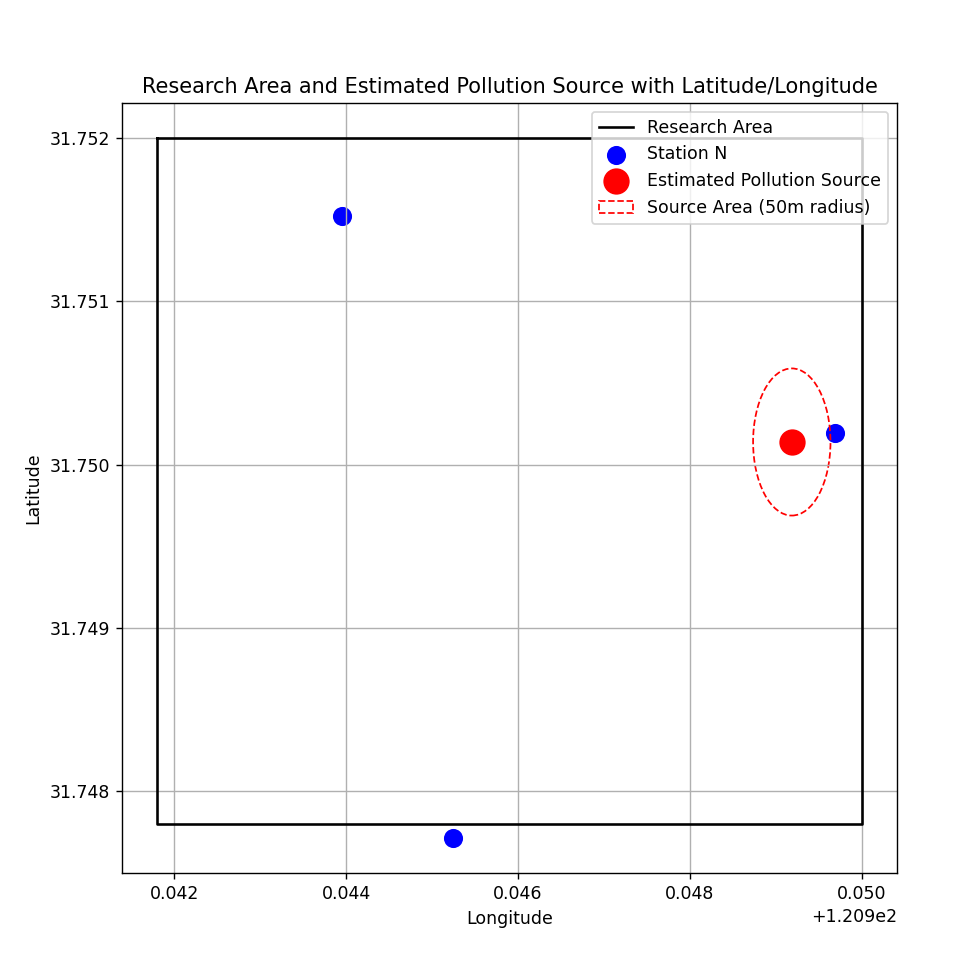 Research Area and Estimated Pollution Source with Latitude/Longitude
Research Area
Station N
Estimated Pollution Source
Source Area (50m radius)
31.752
31.751
31.750
31.749
31.748
Latitude
0.042
0.044
0.046
0.048
0.050
Longitude
+1.209e2